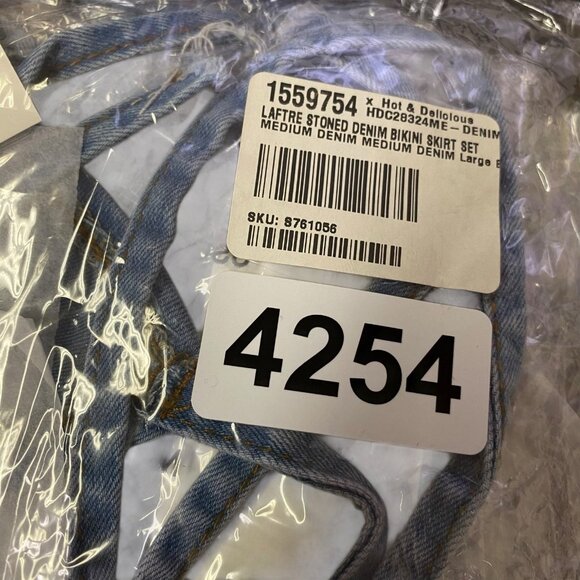 1559754 x Hot & Delicious
HDC28324ME-DENIM
LAFTRE STONED DENIM BIKINI SKIRT SET
MEDIUM DENIM MEDIUM DENIM Large
SKU: S761056
4254